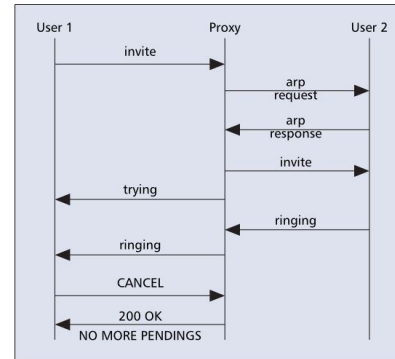 User 1 Proxy User 2
invite
arp
request
arp
response
invite
trying
ringing
ringing
CANCEL
200 OK
NO MORE PENDINGS